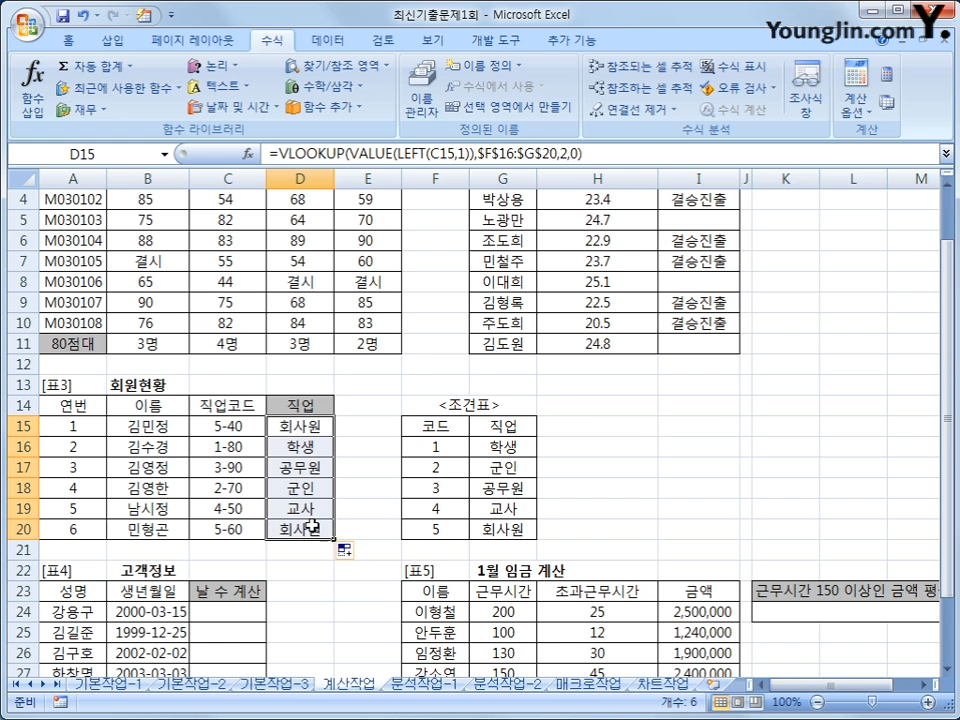 최신기출문제1회 - Microsoft Excel
Younglin.com Y.
홈 삽입 페이지 레이아웃 수식 데이터 검토 보기 개발 도구 추가 기능
fx 함수 삽입
Σ 자동 합계
최근에 사용한 함수
재무
논리
텍스트
날짜 및 시간
찾기/참조 영역
수학/삼각
함수 추가
함수 라이브러리
이름 관리자
이름 정의
수식에서 사용
선택 영역에서 만들기
정의된 이름
참조되는 셀 추적
참조하는 셀 추적
연결선 제거
수식 표시
오류 검사
수식 계산
조사식 창
수식 분석
계산 옵션
계산
D15 fx =VLOOKUP(VALUE(LEFT(C15,1)),$F$16:$G$20,2,0)
A B C D E F G H I J K L M
4 M030102 85 54 68 59 박상용 23.4 결승진출
5 M030103 75 82 64 70 노광만 24.7
6 M030104 88 83 89 90 조도희 22.9 결승진출
7 M030105 결시 55 54 60 민철주 23.7 결승진출
8 M030106 65 44 결시 결시 이대희 25.1
9 M030107 90 75 68 85 김형록 22.5 결승진출
10 M030108 76 82 84 83 주도희 20.5 결승진출
11 80점대 3명 4명 3명 2명 김도원 24.8
12
13 [표3] 회원현황
14 연번 이름 직업코드 직업 <조견표>
15 1 김민정 5-40 회사원 코드 직업
16 2 김수경 1-80 학생 1 학생
17 3 김영정 3-90 공무원 2 군인
18 4 김영한 2-70 군인 3 공무원
19 5 남시정 4-50 교사 4 교사
20 6 민형곤 5-60 회사원 5 회사원
21
22 [표4] 고객정보 [표5] 1월 임금 계산
23 성명 생년월일 날 수 계산 이름 근무시간 초과근무시간 금액 근무시간 150 이상인 금액 평
24 강용구 2000-03-15 이형철 200 25 2,500,000
25 김길준 1999-12-25 안두훈 100 12 1,240,000
26 김구호 2002-02-02 임정환 130 30 1,900,000
27 하창명 2003-03-03 강소연 150 45 2,400,000
기본작업-1 기본작업-2 기본작업-3 계산작업 분석작업-1 분석작업-2 매크로작업 차트작업
준비 개수: 6 100%